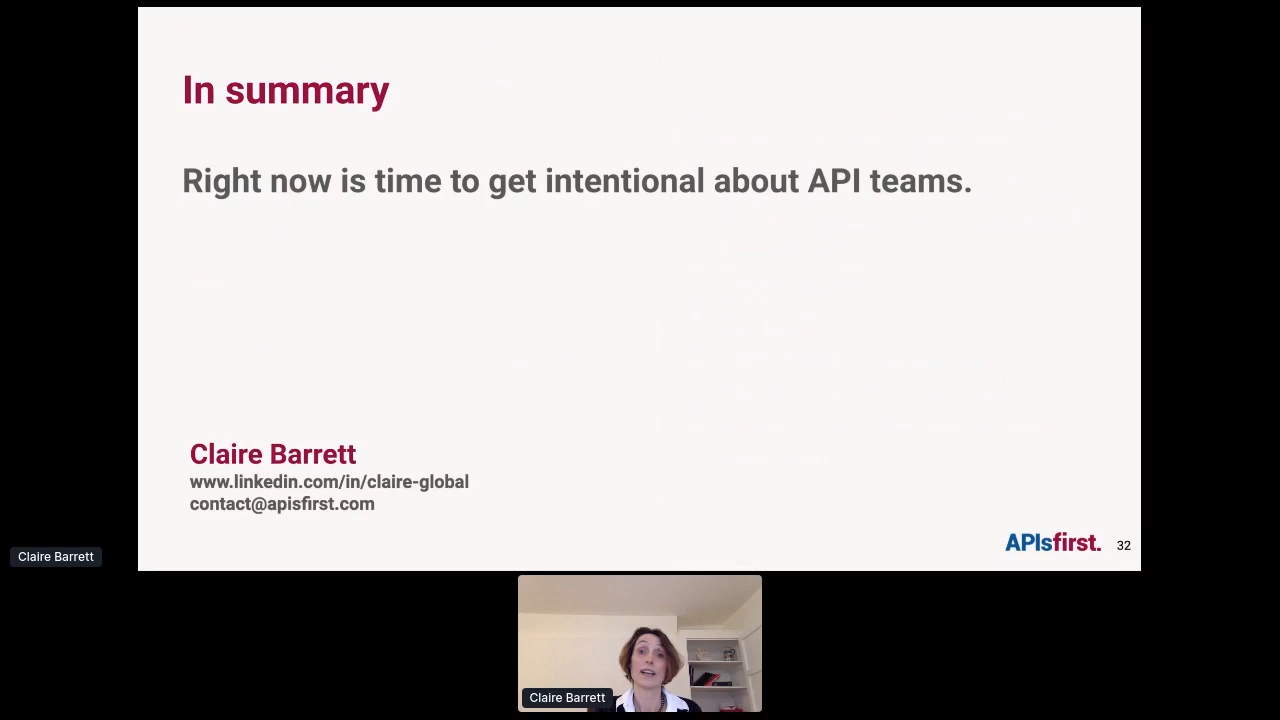 In summary
Right now is time to get intentional about API teams.
Claire Barrett
www.linkedin.com/in/claire-global
contact@apisfirst.com
APIsfirst. 32
Claire Barrett
Claire Barrett